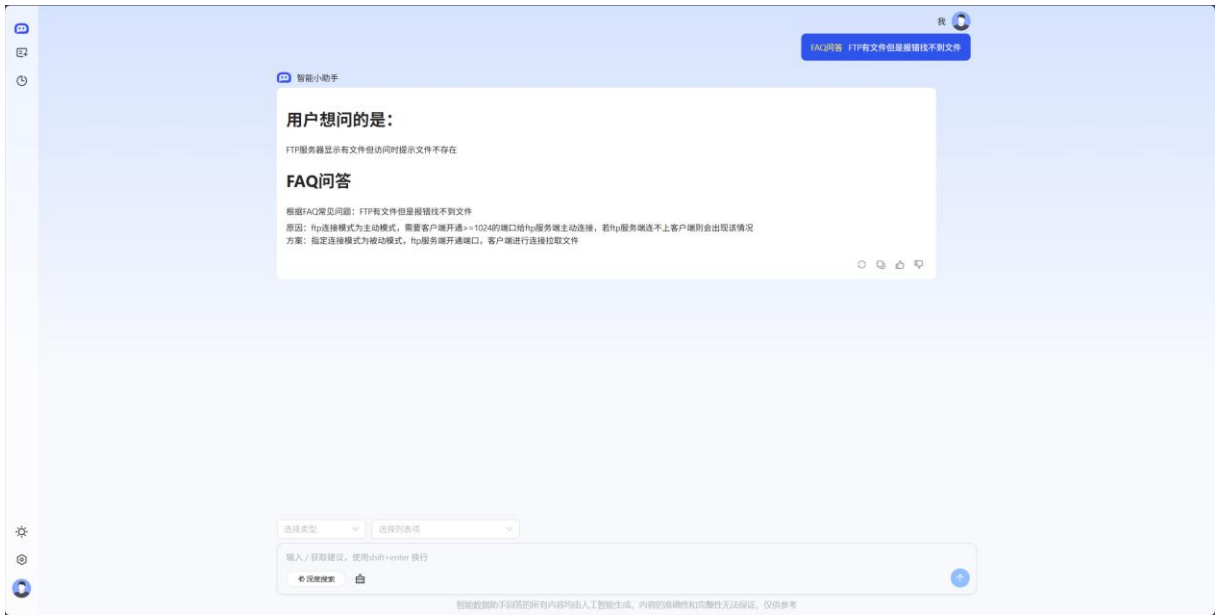 我
FAQ问答 FTP有文件但是报错找不到文件
智能小助手
用户想问的是：
FTP服务器显示有文件但访问时提示文件不存在
FAQ问答
根据FAQ常见问题：FTP有文件但是报错找不到文件
原因：ftp连接模式为主动模式，需要客户端开通>=1024的端口给ftp服务端主动连接，若ftp服务端连不上客户端则会出现该情况
方案：指定连接模式为被动模式，ftp服务端开通端口，客户端进行连接拉取文件
选择类型 选择列表项
输入 / 获取建议，使用shift+enter 换行
深度搜索
智能数据助手回答的所有内容均由人工智能生成，内容的准确性和完整性无法保证，仅供参考